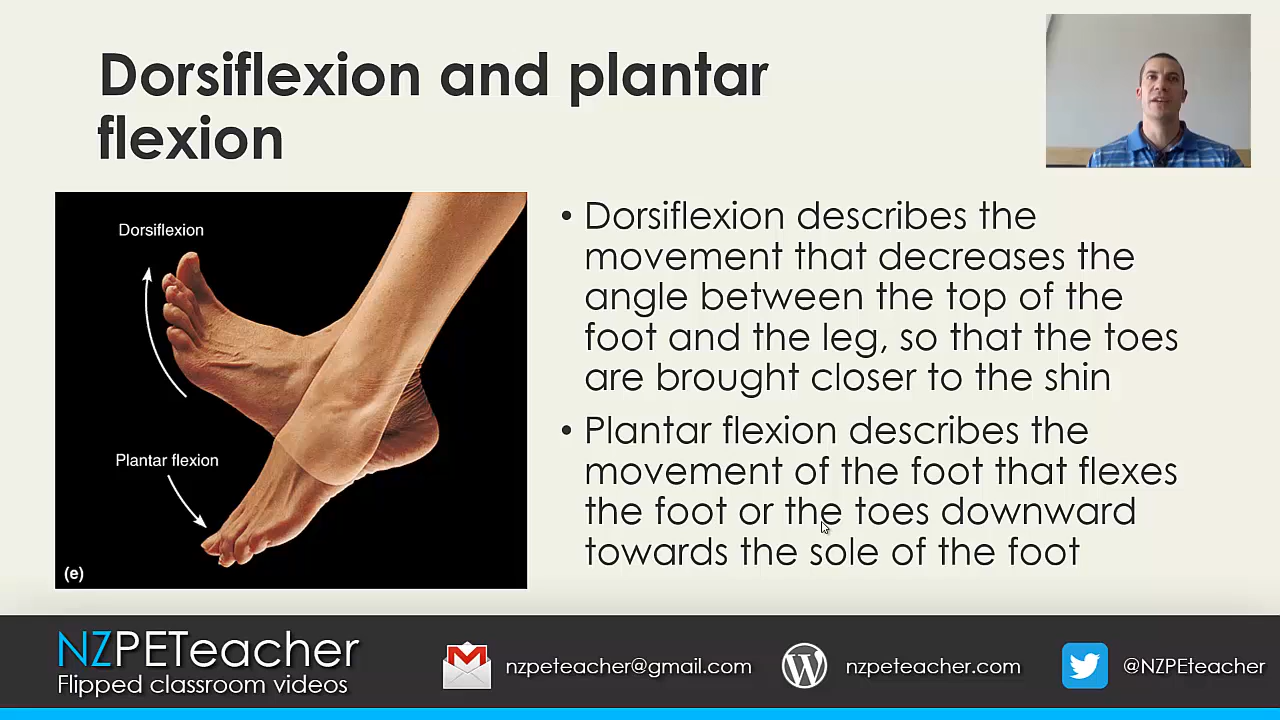 Dorsiflexion and plantar
flexion
Dorsiflexion
Plantar flexion
(e)
• Dorsiflexion describes the
movement that decreases the
angle between the top of the
foot and the leg, so that the toes
are brought closer to the shin
• Plantar flexion describes the
movement of the foot that flexes
the foot or the toes downward
towards the sole of the foot
NZPETeacher
Flipped classroom videos
nzpeteacher@gmail.com
nzpeteacher.com
@NZPEteacher